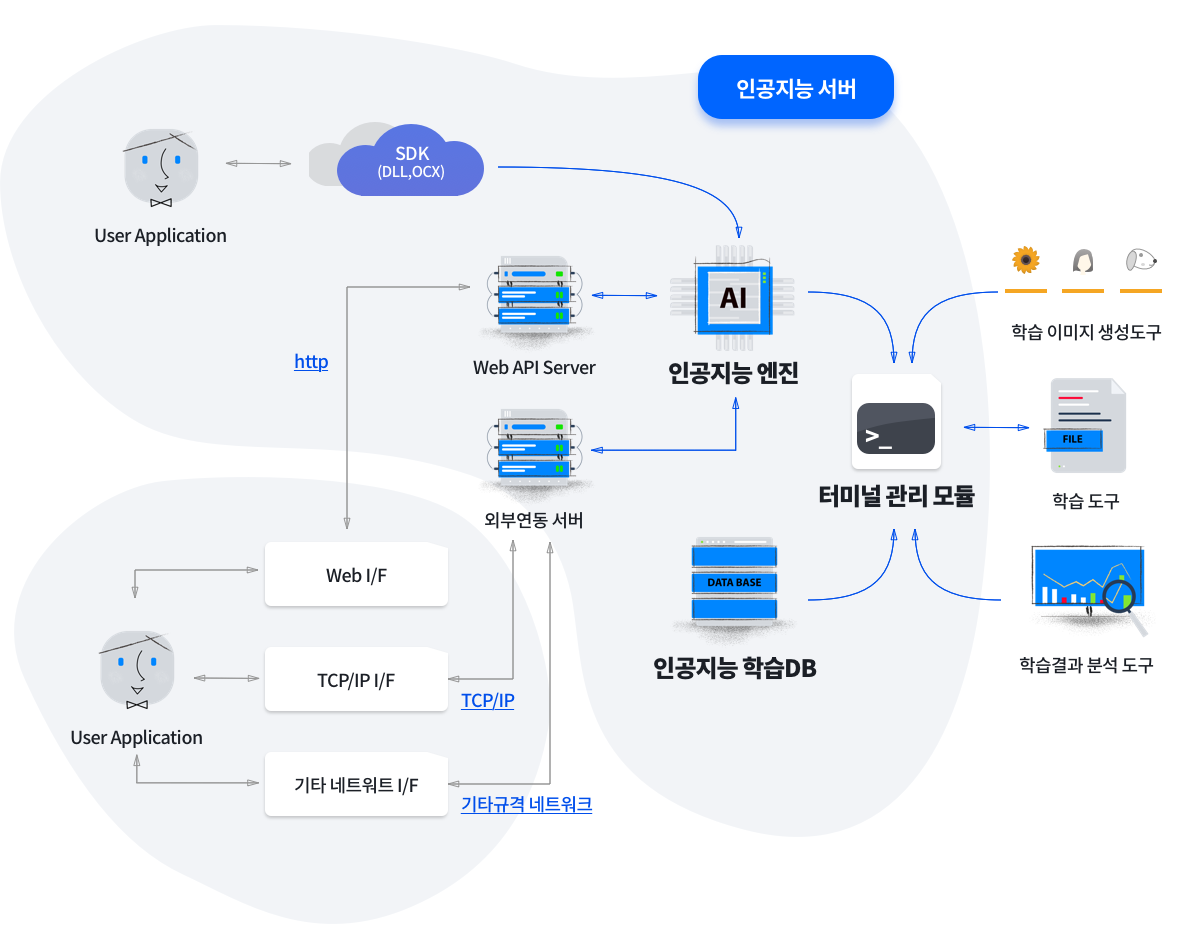 인공지능 서버
SDK
(DLL,OCX)
User Application
AI
학습 이미지 생성도구
http
Web API Server
인공지능 엔진
>_
FILE
터미널 관리 모듈
학습 도구
외부연동 서버
Web I/F
DATA BASE
인공지능 학습DB
학습결과 분석 도구
TCP/IP I/F
TCP/IP
User Application
기타 네트워트 I/F
기타규격 네트워크